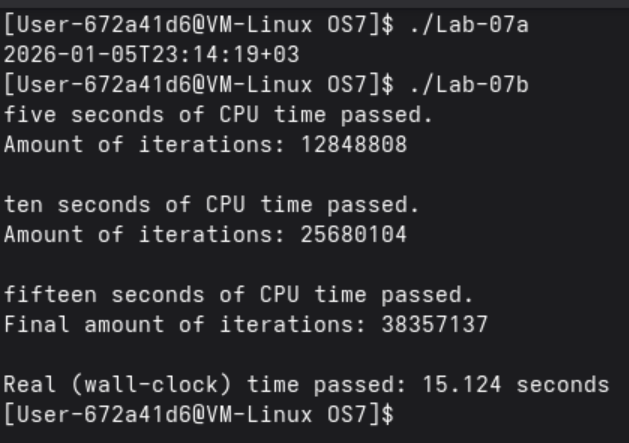 [User-672a41d6@VM-Linux OS7]$ ./Lab-07a
2026-01-05T23:14:19+03
[User-672a41d6@VM-Linux OS7]$ ./Lab-07b
five seconds of CPU time passed.
Amount of iterations: 12848808
ten seconds of CPU time passed.
Amount of iterations: 25680104
fifteen seconds of CPU time passed.
Final amount of iterations: 38357137
Real (wall-clock) time passed: 15.124 seconds
[User-672a41d6@VM-Linux OS7]$